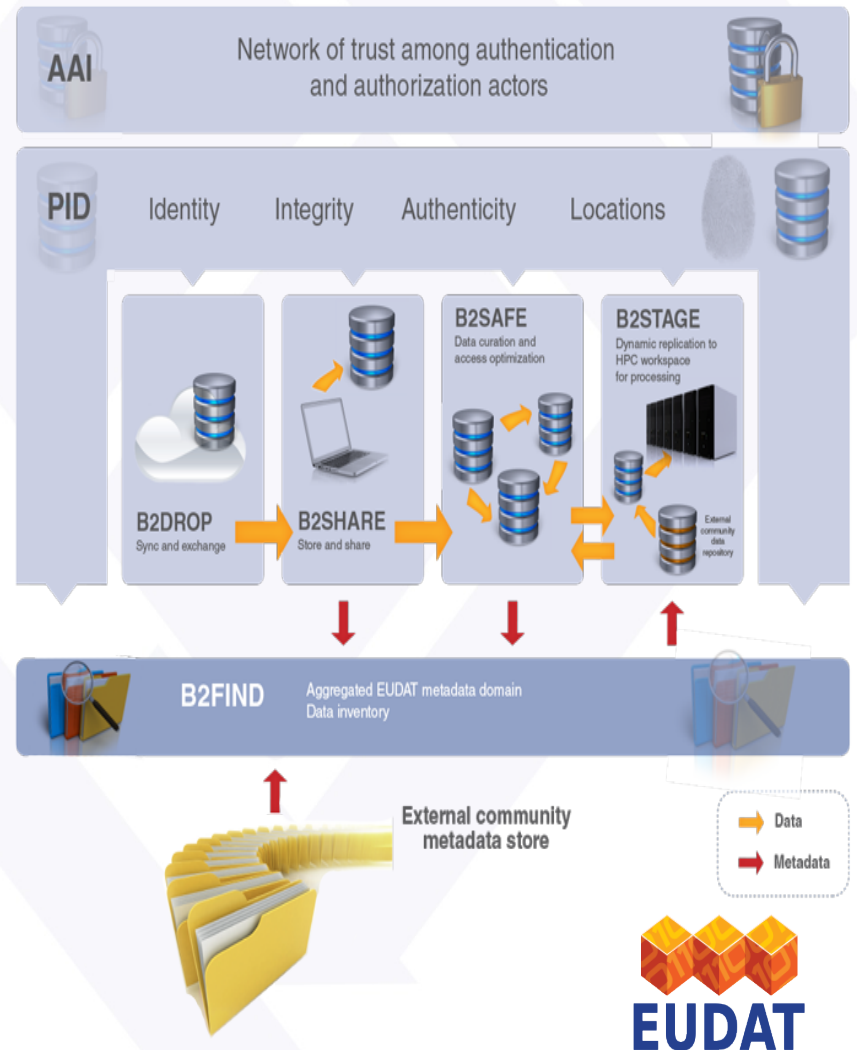 AAI
Network of trust among authentication
and authorization actors
PID
Identity
Integrity
Authenticity
Locations
B2DROP
Sync and exchange
B2SHARE
Store and share
B2SAFE
Data curation and
access optimization
B2STAGE
Dynamic replication to
HPC workspace
for processing
External
community
data
repository
B2FIND
Aggregated EUDAT metadata domain
Data inventory
External community
metadata store
Data
Metadata
EUDAT